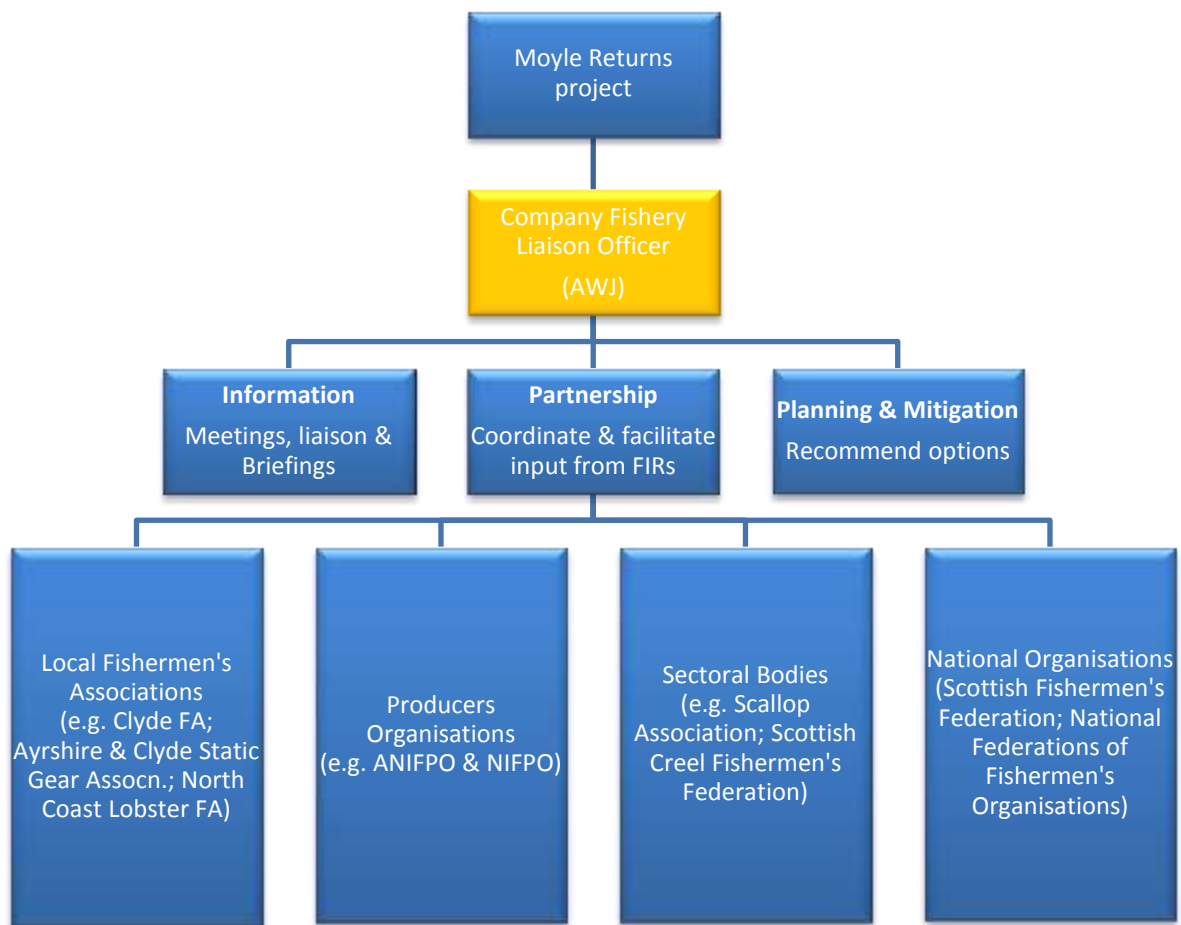 Moyle Returns
project
Company Fishery
Liaison Officer
(AWJ)
Information
Meetings, liaison &
Briefings
Partnership
Coordinate & facilitate
input from FIRs
Planning & Mitigation
Recommend options
Local Fishermen's
Associations
(e.g. Clyde FA;
Ayrshire & Clyde Static
Gear Assocn.; North
Coast Lobster FA)
Producers
Organisations
(e.g. ANIFPO & NIFPO)
Sectoral Bodies
(e.g. Scallop
Association; Scottish
Creel Fishermen's
Federation)
National Organisations
(Scottish Fishermen's
Federation; National
Federations of
Fishermen's
Organisations)